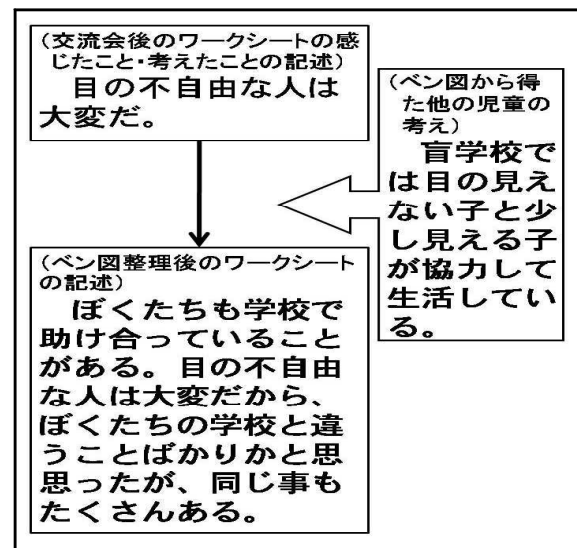 (交流会後のワークシートの感
じたこと・考えたことの記述)
目の不自由な人は
大変だ。
(ベン図から得
た他の児童の
考え)
盲学校で
は目の見え
ない子と少
し見える子
が協力して
生活してい
る。
(ベン図整理後のワークシート
の記述)
ぼくたちも学校で
助け合っていること
がある。目の不自由
な人は大変だから、
ぼくたちの学校と違
うことばかりかと思
思ったが、同じ事も
たくさんある。